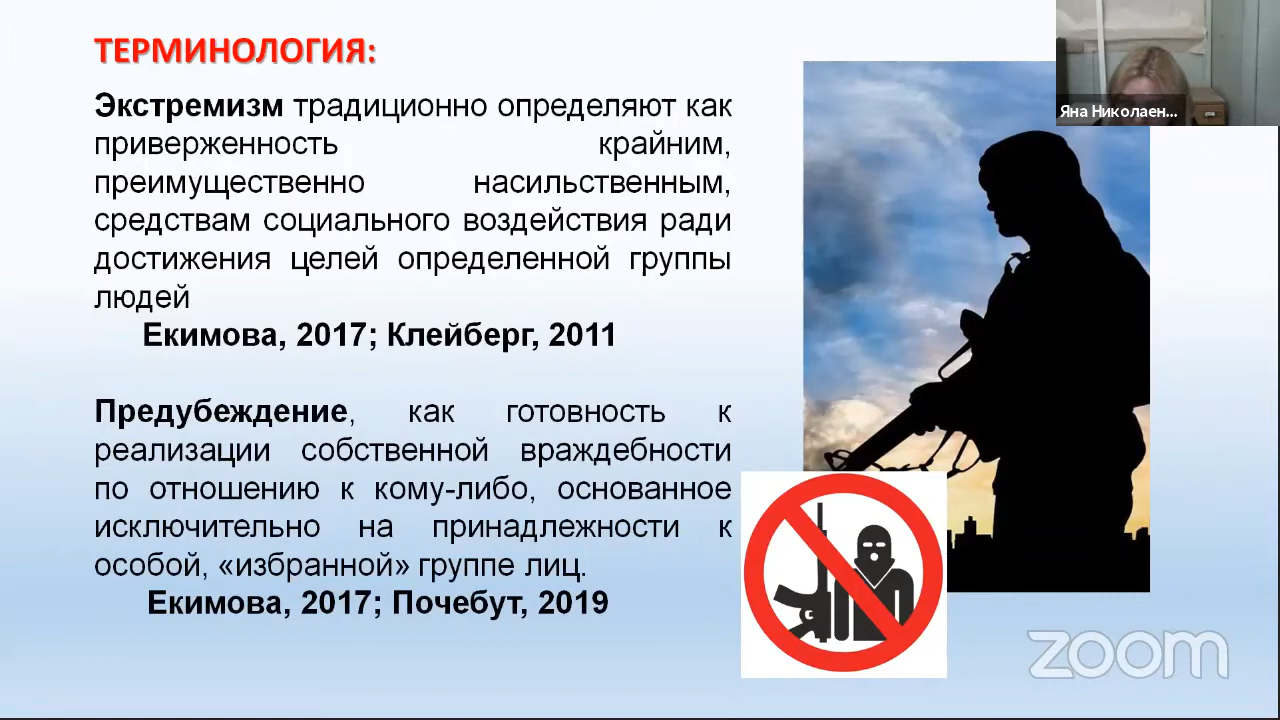 ТЕРМИНОЛОГИЯ:
Экстремизм традиционно определяют как
приверженность крайним,
преимущественно насильственным,
средствам социального воздействия ради
достижения целей определенной группы
людей
Екимова, 2017; Клейберг, 2011
Предубеждение, как готовность к
реализации собственной враждебности
по отношению к кому-либо, основанное
исключительно на принадлежности к
особой, «избранной» группе лиц.
Екимова, 2017; Почебут, 2019
Яна Николаен...
zoom